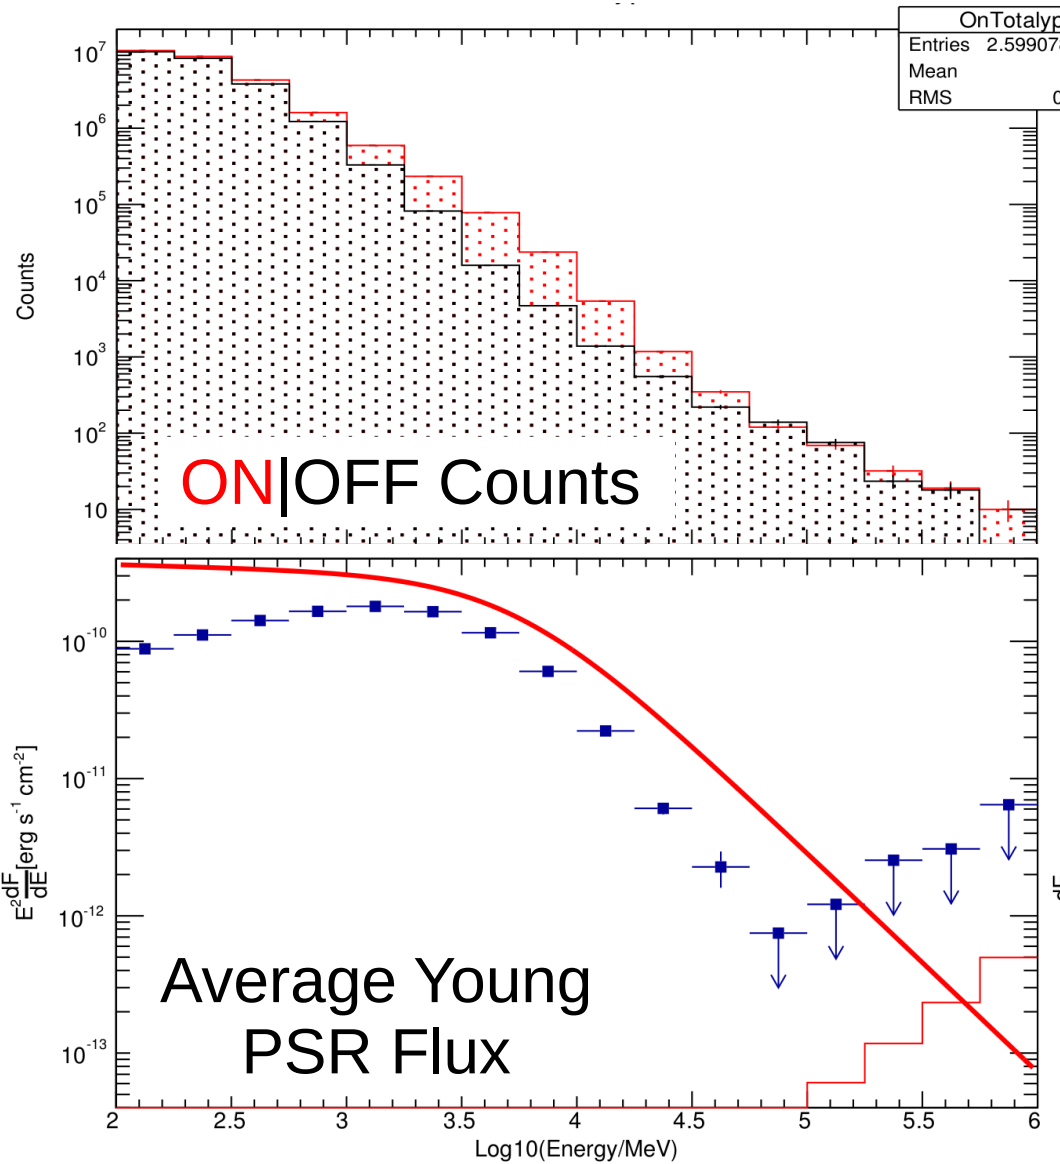 OnTotalyp
Entries 2.59907
Mean
RMS 0
10^7
10^6
10^5
10^4
10^3
10^2
10
Counts
ON|OFF Counts
10^-10
10^-11
10^-12
10^-13
E^2 dF/dE [erg s^-1 cm^-2]
Average Young
PSR Flux
dF
2 2.5 3 3.5 4 4.5 5 5.5 6
Log10(Energy/MeV)